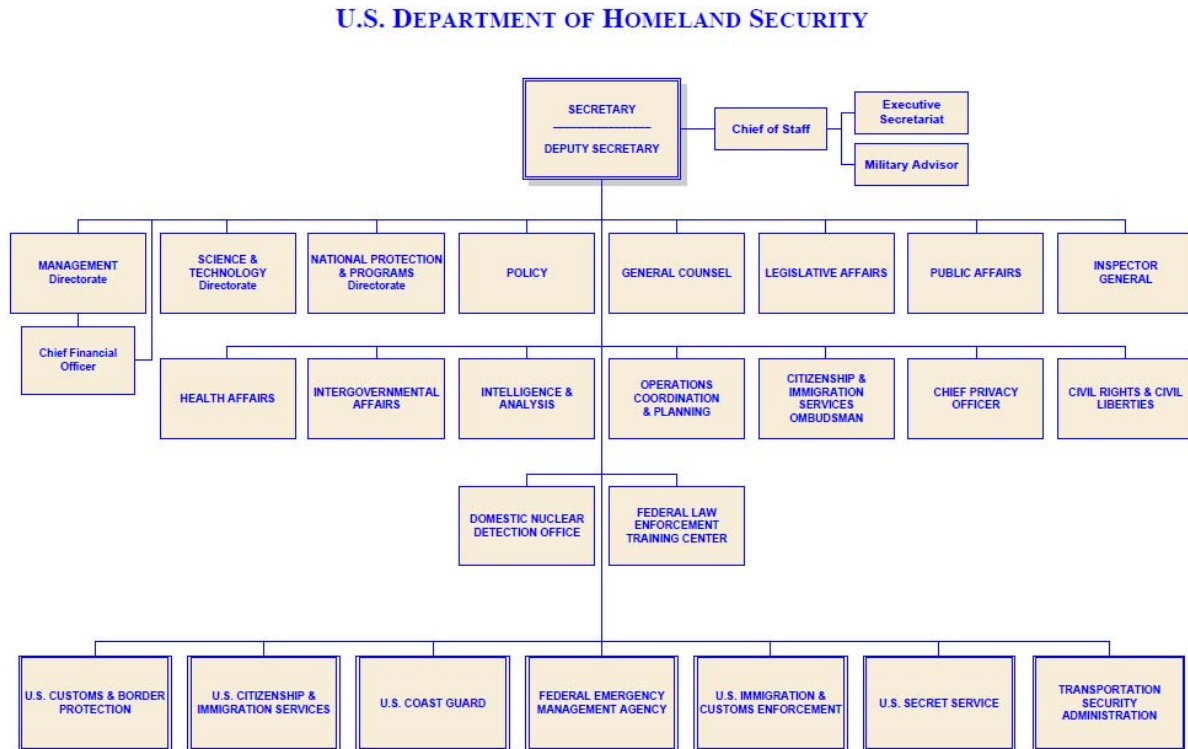 U.S. DEPARTMENT OF HOMELAND SECURITY
SECRETARY
DEPUTY SECRETARY
Chief of Staff
Executive
Secretariat
Military Advisor
MANAGEMENT
Directorate
SCIENCE &
TECHNOLOGY
Directorate
NATIONAL PROTECTION
& PROGRAMS
Directorate
POLICY
GENERAL COUNSEL
LEGISLATIVE AFFAIRS
PUBLIC AFFAIRS
INSPECTOR
GENERAL
Chief Financial
Officer
HEALTH AFFAIRS
INTERGOVERNMENTAL
AFFAIRS
INTELLIGENCE &
ANALYSIS
OPERATIONS
COORDINATION
& PLANNING
CITIZENSHIP &
IMMIGRATION
SERVICES
OMBUDSMAN
CHIEF PRIVACY
OFFICER
CIVIL RIGHTS & CIVIL
LIBERTIES
DOMESTIC NUCLEAR
DETECTION OFFICE
FEDERAL LAW
ENFORCEMENT
TRAINING CENTER
U.S. CUSTOMS & BORDER
PROTECTION
U.S. CITIZENSHIP &
IMMIGRATION SERVICES
U.S. COAST GUARD
FEDERAL EMERGENCY
MANAGEMENT AGENCY
U.S. IMMIGRATION &
CUSTOMS ENFORCEMENT
U.S. SECRET SERVICE
TRANSPORTATION
SECURITY
ADMINISTRATION